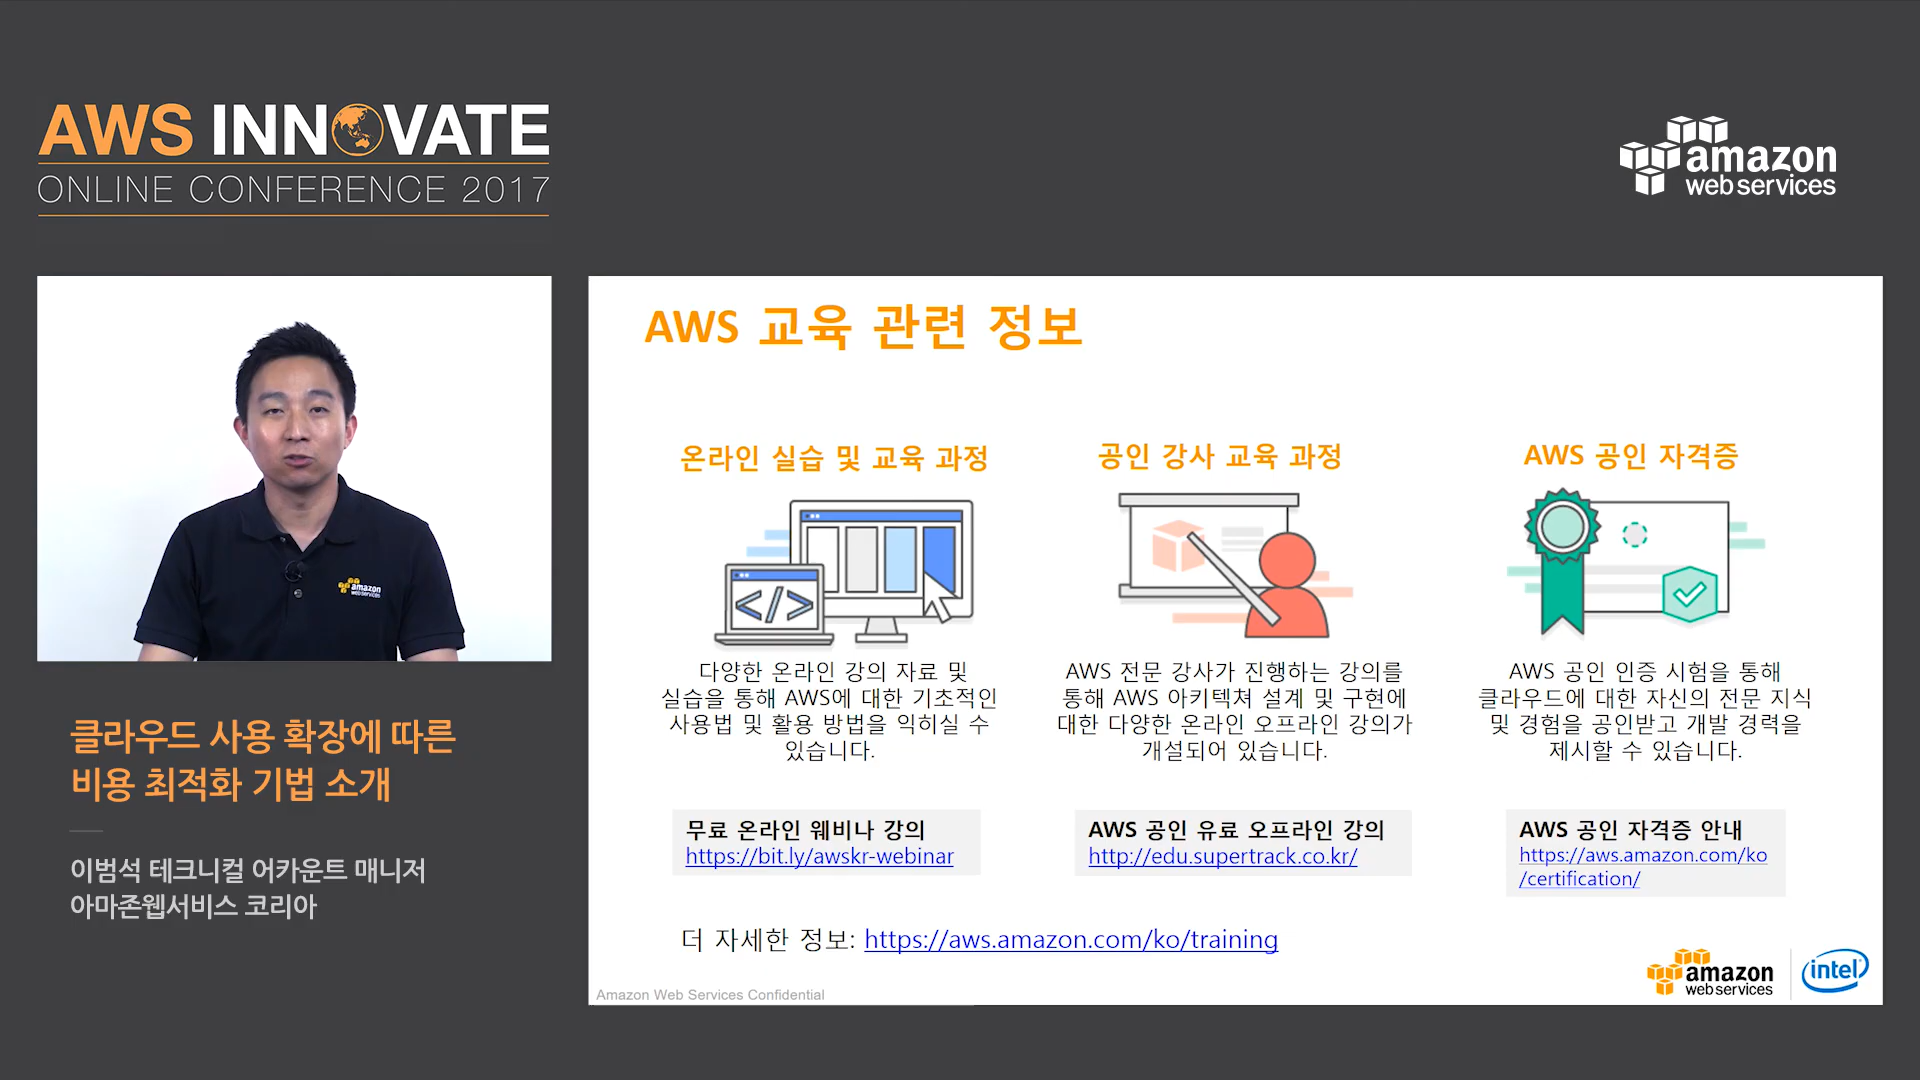 AWS INNOVATE
ONLINE CONFERENCE 2017
amazon
web services
amazon
web services
클라우드 사용 확장에 따른
비용 최적화 기법 소개
이범석 테크니컬 어카운트 매니저
아마존웹서비스 코리아
AWS 교육 관련 정보
온라인 실습 및 교육 과정
</>
다양한 온라인 강의 자료 및
실습을 통해 AWS에 대한 기초적인
사용법 및 활용 방법을 익히실 수
있습니다.
무료 온라인 웨비나 강의
https://bit.ly/awskr-webinar
공인 강사 교육 과정
AWS 전문 강사가 진행하는 강의를
통해 AWS 아키텍쳐 설계 및 구현에
대한 다양한 온라인 오프라인 강의가
개설되어 있습니다.
AWS 공인 유료 오프라인 강의
http://edu.supertrack.co.kr/
AWS 공인 자격증
AWS 공인 인증 시험을 통해
클라우드에 대한 자신의 전문 지식
및 경험을 공인받고 개발 경력을
제시할 수 있습니다.
AWS 공인 자격증 안내
https://aws.amazon.com/ko
/certification/
더 자세한 정보: https://aws.amazon.com/ko/training
Amazon Web Services Confidential
amazon
web services
intel